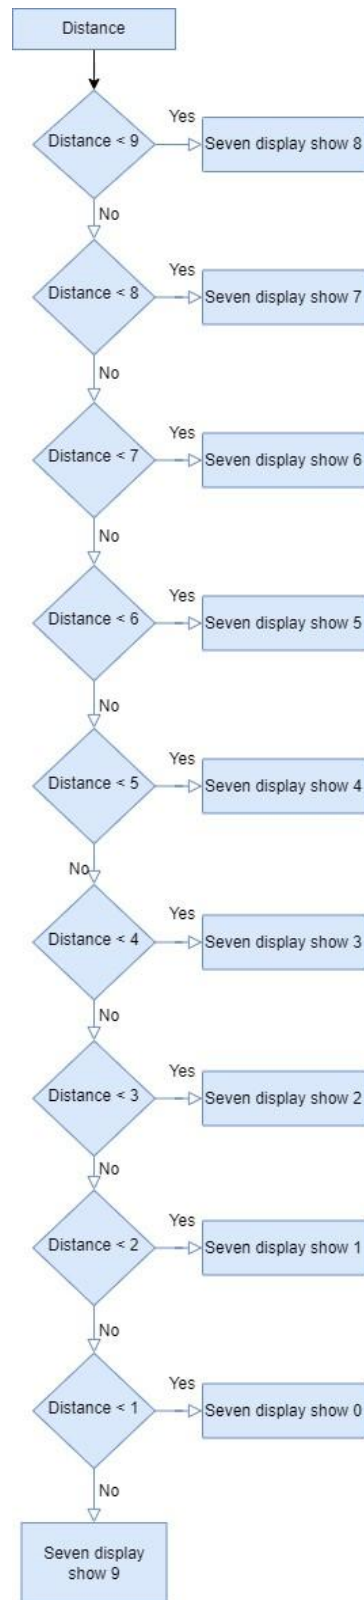 Distance
Distance < 9
Yes
Seven display show 8
No
Distance < 8
Yes
Seven display show 7
No
Distance < 7
Yes
Seven display show 6
No
Distance < 6
Yes
Seven display show 5
No
Distance < 5
Yes
Seven display show 4
No
Distance < 4
Yes
Seven display show 3
No
Distance < 3
Yes
Seven display show 2
No
Distance < 2
Yes
Seven display show 1
No
Distance < 1
Yes
Seven display show 0
No
Seven display
show 9